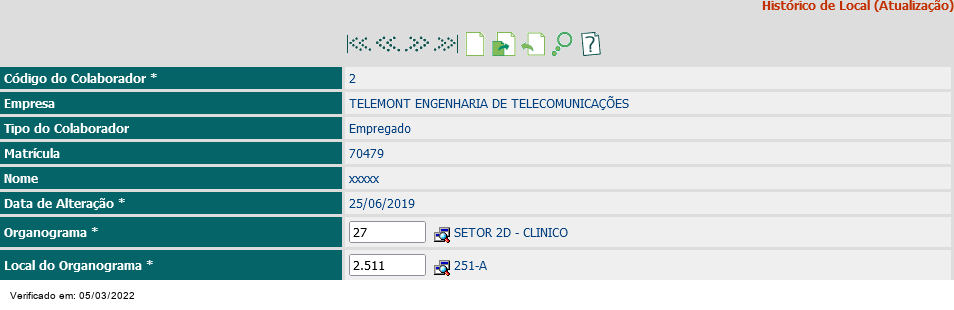 Histórico de Local (Atualização)
Código do Colaborador * 2
Empresa TELEMONT ENGENHARIA DE TELECOMUNICAÇÕES
Tipo do Colaborador Empregado
Matrícula 70479
Nome xxxxx
Data de Alteração * 25/06/2019
Organograma * 27 SETOR 2D - CLINICO
Local do Organograma * 2.511 251-A
Verificado em: 05/03/2022